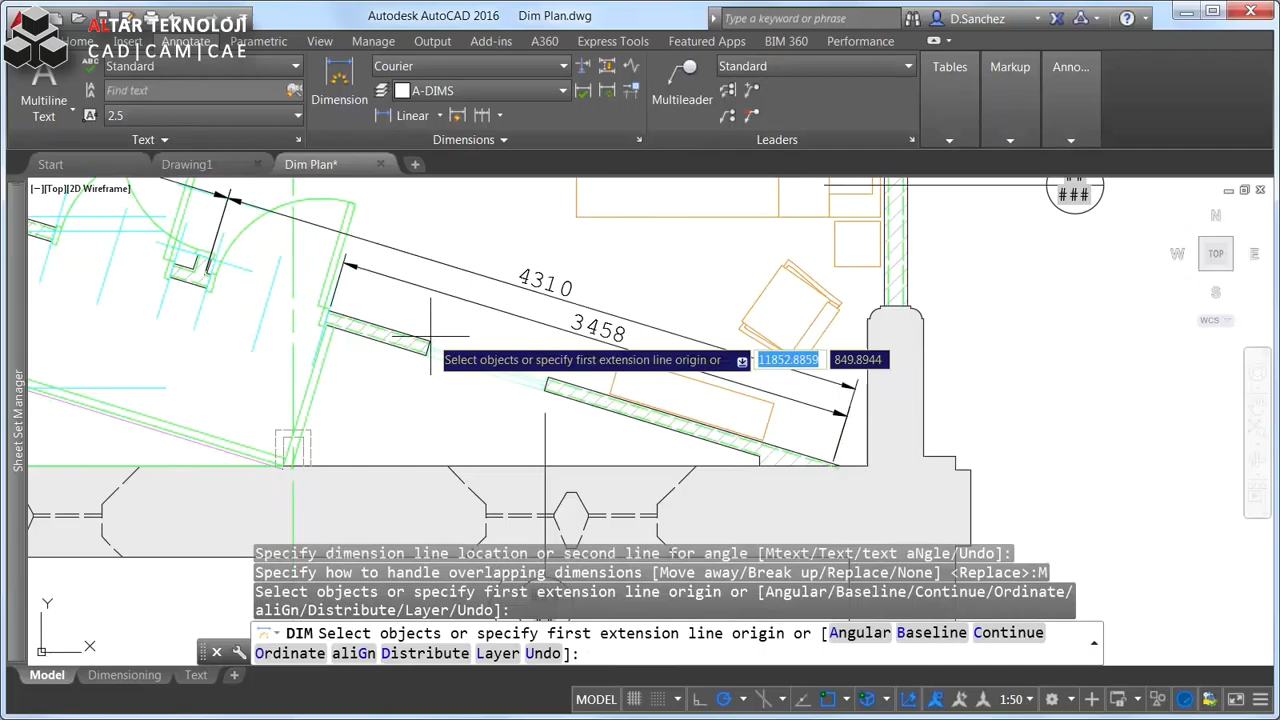 ALTAR TEKNOLOJİ
CAD|CAM|CAE
Autodesk AutoCAD 2016 Dim Plan.dwg
Type a keyword or phrase
D.Sanchez
Home Insert Annotate Parametric View Manage Output Add-ins A360 Express Tools Featured Apps BIM 360 Performance
Multiline
Text
ABC
Standard
Find text
2.5
Dimension
Courier
A-DIMS
Linear
Multileader
Standard
Tables
Markup
Anno...
Text
Dimensions
Leaders
Start
Drawing1
Dim Plan*
[−][Top][2D Wireframe]
##
###
N
W
TOP
E
S
WCS
4310
3458
Select objects or specify first extension line origin or
11852.8859
849.8944
Sheet Set Manager
Specify dimension line location or second line for angle [Mtext/Text/text aNgle/Undo]:
Specify how to handle overlapping dimensions [Move away/Break up/Replace/None] <Replace>:M
Select objects or specify first extension line origin or [Angular/Baseline/Continue/Ordinate/
aliGn/Distribute/Layer/Undo]:
DIM Select objects or specify first extension line origin or [Angular Baseline Continue
Ordinate aliGn Distribute Layer Undo]:
Y
X
Model
Dimensioning
Text
MODEL
1:50